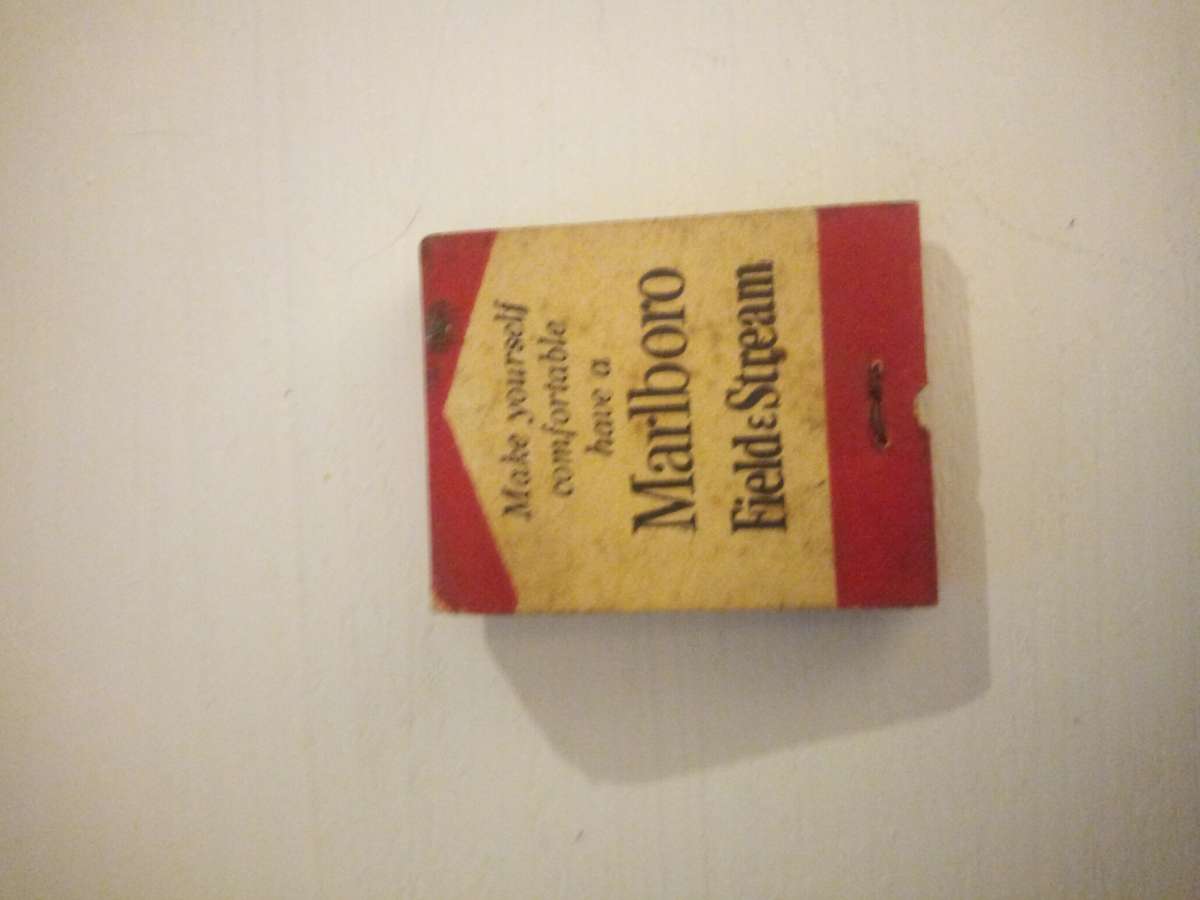 Make yourself
comfortable
have a
Marlboro
Field & Stream